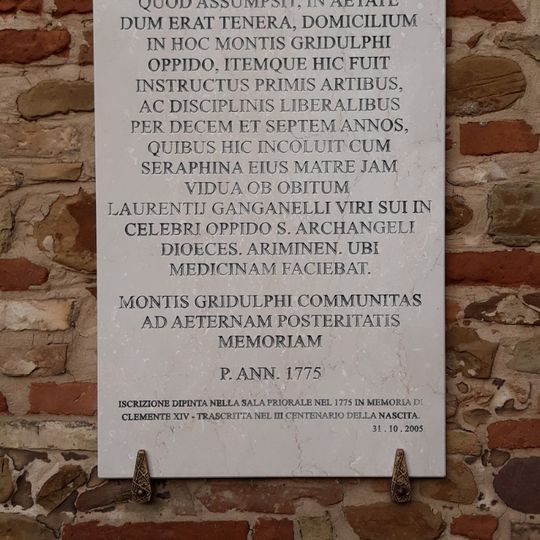 QUOD ASSUMPSIT, IN AETATE
DUM ERAT TENERA, DOMICILIUM
IN HOC MONTIS GRIDULPHI
OPPIDO, ITEMQUE HIC FUIT
INSTRUCTUS PRIMIS ARTIBUS,
AC DISCIPLINIS LIBERALIBUS
PER DECEM ET SEPTEM ANNOS,
QUIBUS HIC INCOLUIT CUM
SERAPHINA EIUS MATRE JAM
VIDUA OB OBITUM
LAURENTIJ GANGANELLI VIRI SUI IN
CELEBRI OPPIDO S. ARCHANGELI
DIOECES. ARIMINEN. UBI
MEDICINAM FACIEBAT.
MONTIS GRIDULPHI COMMUNITAS
AD AETERNAM POSTERITATIS
MEMORIAM
P. ANN. 1775
ISCRIZIONE DIPINTA NELLA SALA PRIORALE NEL 1775 IN MEMORIA DI
CLEMENTE XIV - TRASCRITTA NEL III CENTENARIO DELLA NASCITA.
31.10.2005